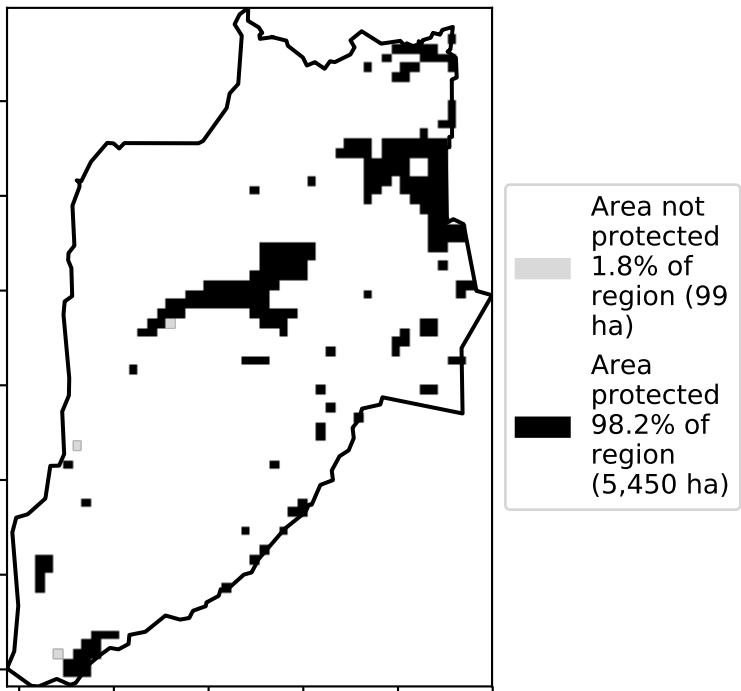 Area not
protected
1.8% of
region (99
ha)
Area
protected
98.2% of
region
(5,450 ha)